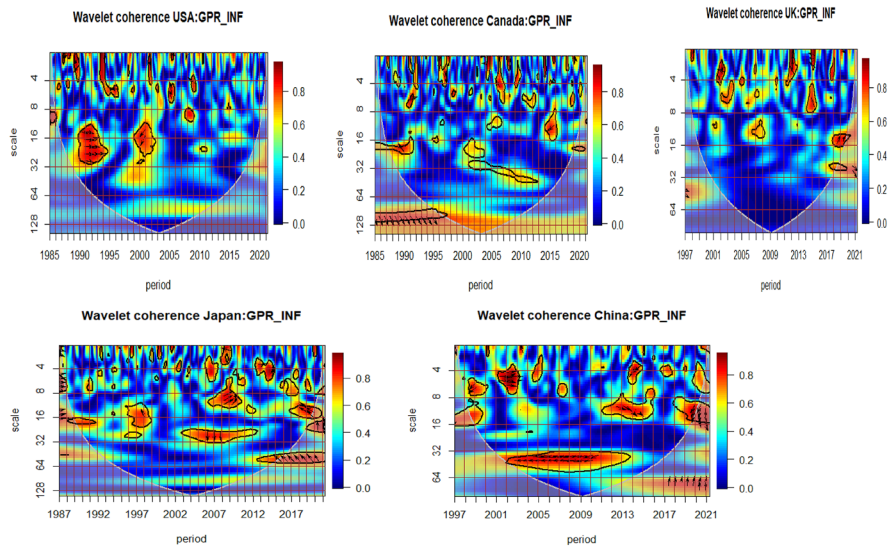 Wavelet coherence USA:GPR_INF
4
8
16
32
64
128
scale
0.8
0.6
0.4
0.2
0.0
1985 1990 1995 2000 2005 2010 2015 2020
period
Wavelet coherence Canada:GPR_INF
4
8
16
32
64
128
scale
0.8
0.6
0.4
0.2
0.0
1985 1990 1995 2000 2005 2010 2015 2021
period
Wavelet coherence UK:GPR_INF
4
8
16
32
64
scale
0.8
0.6
0.4
0.2
0.0
1997 2001 2005 2009 2013 2017 2021
period
Wavelet coherence Japan:GPR_INF
4
8
16
32
64
128
scale
0.8
0.6
0.4
0.2
0.0
1987 1992 1997 2002 2007 2012 2017
period
Wavelet coherence China:GPR_INF
4
8
16
32
64
scale
0.8
0.6
0.4
0.2
0.0
1997 2001 2005 2009 2013 2017 2021
period